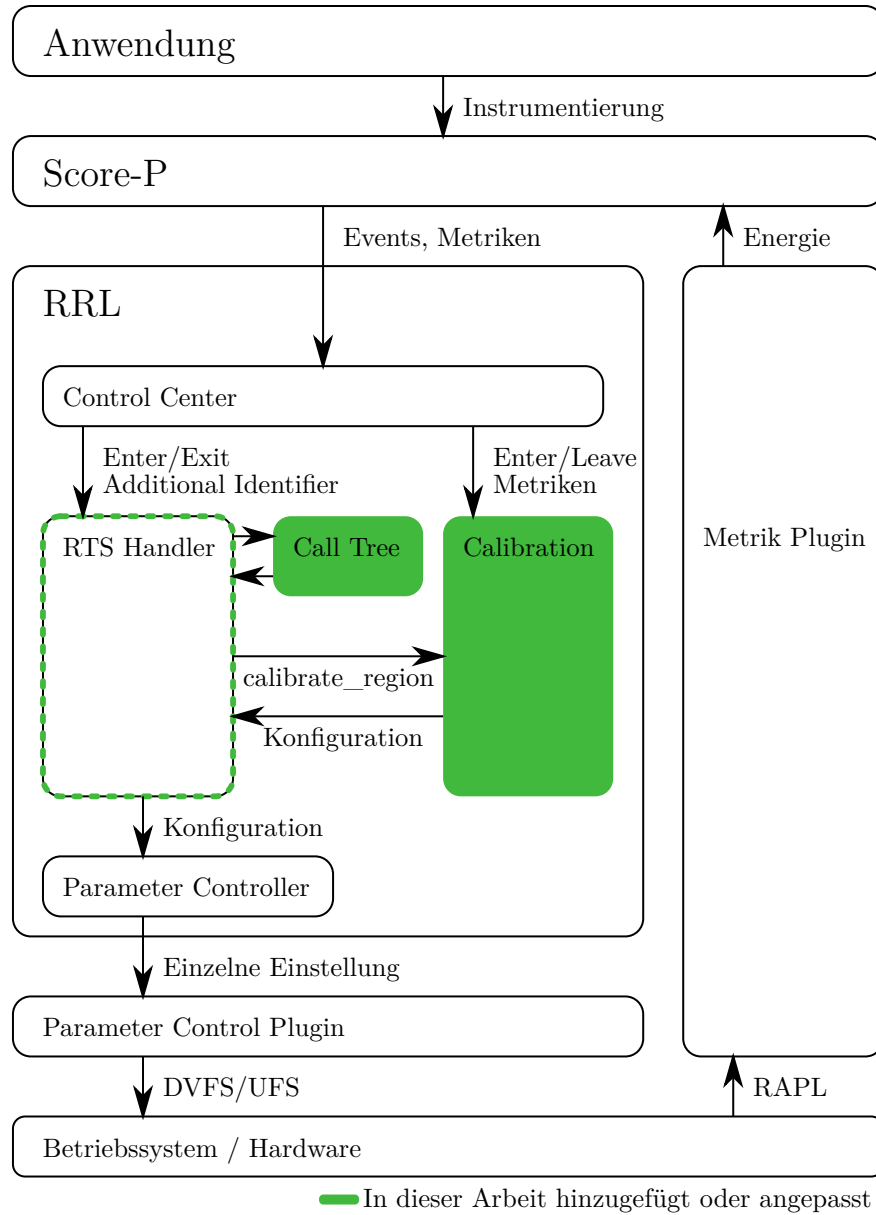 Anwendung
Instrumentierung
Score-P
Events, Metriken
Energie
RRL
Control Center
Enter/Exit
Additional Identifier
Enter/Leave
Metriken
RTS Handler
Call Tree
Calibration
Metrik Plugin
calibrate_region
Konfiguration
Konfiguration
Parameter Controller
Einzelne Einstellung
Parameter Control Plugin
DVFS/UFS
RAPL
Betriebssystem / Hardware
In dieser Arbeit hinzugefügt oder angepasst